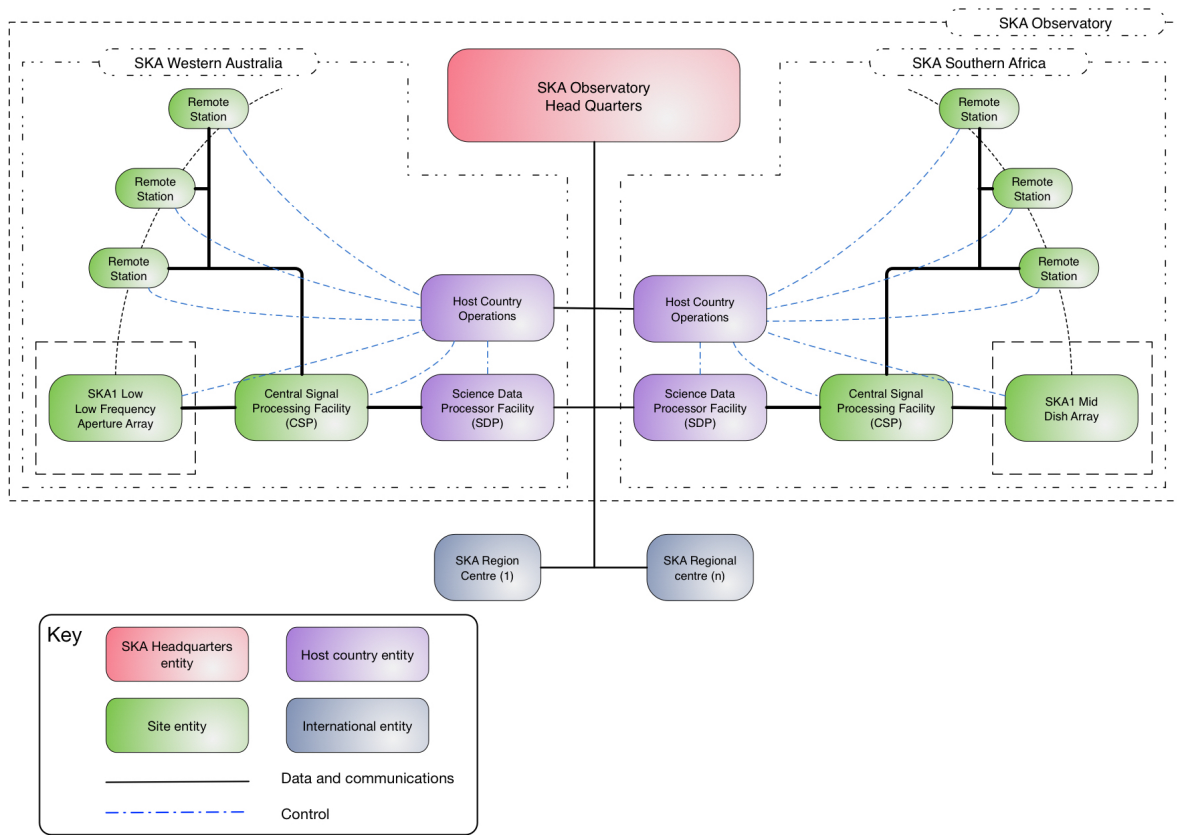 SKA Observatory
SKA Western Australia
SKA Southern Africa
SKA Observatory
Head Quarters
Remote
Station
Remote
Station
Remote
Station
Remote
Station
Remote
Station
Remote
Station
Host Country
Operations
Host Country
Operations
SKA1 Low
Low Frequency
Aperture Array
Central Signal
Processing Facility
(CSP)
Science Data
Processor Facility
(SDP)
Science Data
Processor Facility
(SDP)
Central Signal
Processing Facility
(CSP)
SKA1 Mid
Dish Array
SKA Region
Centre (1)
SKA Regional
centre (n)
Key
SKA Headquarters
entity
Host country entity
Site entity
International entity
Data and communications
Control